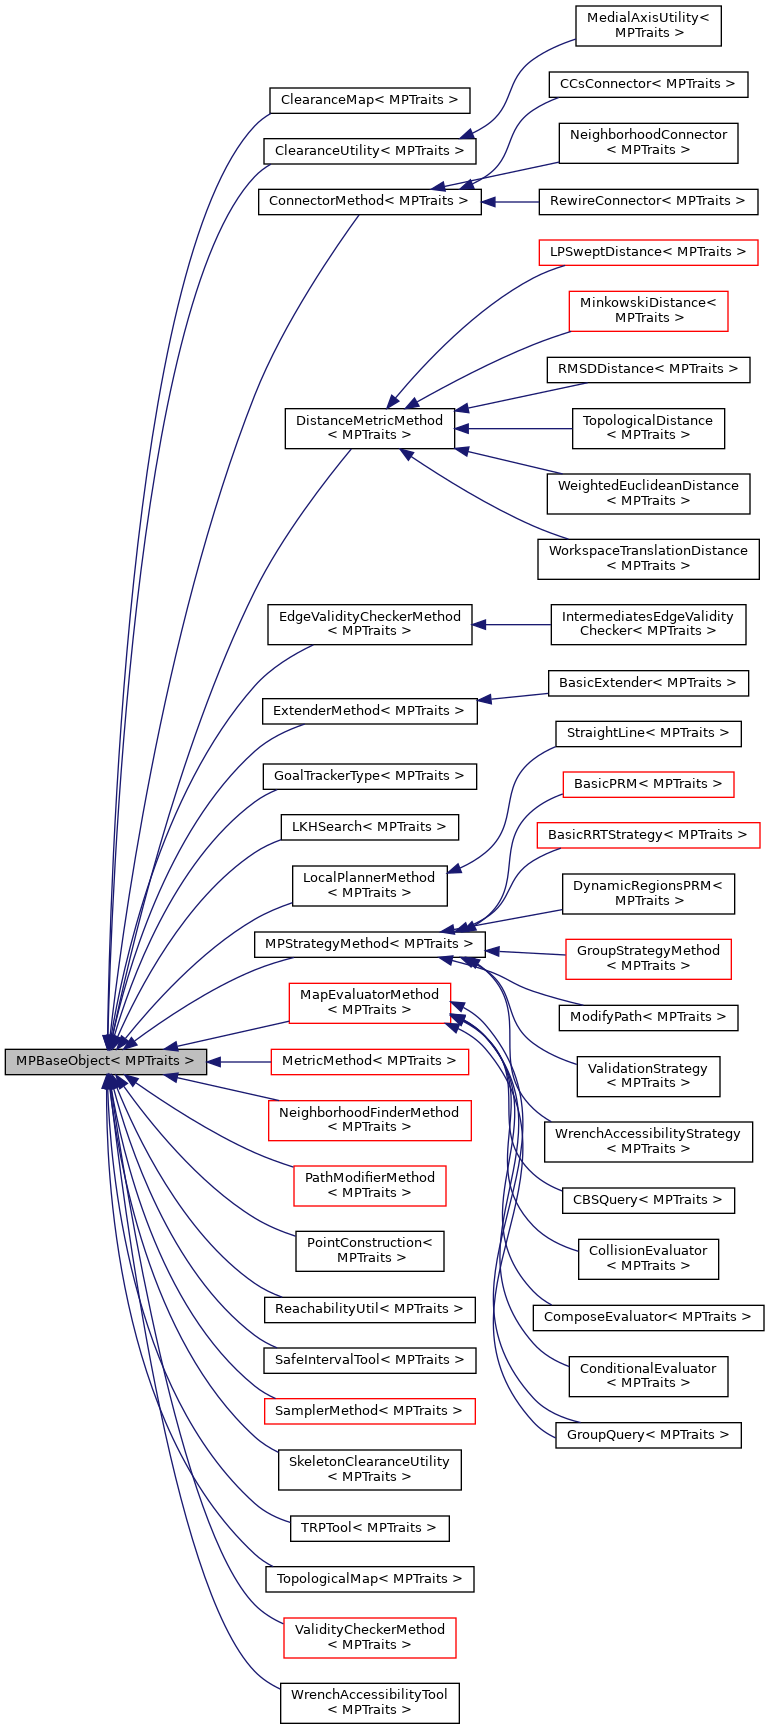 MedialAxisUtility<
MPTraits >
CCsConnector< MPTraits >
ClearanceMap< MPTraits >
NeighborhoodConnector
< MPTraits >
ClearanceUtility< MPTraits >
ConnectorMethod< MPTraits >
RewireConnector< MPTraits >
LPSweptDistance< MPTraits >
MinkowskiDistance<
MPTraits >
RMSDDistance< MPTraits >
DistanceMetricMethod
< MPTraits >
TopologicalDistance
< MPTraits >
WeightedEuclideanDistance
< MPTraits >
WorkspaceTranslationDistance
< MPTraits >
EdgeValidityCheckerMethod
< MPTraits >
IntermediatesEdgeValidity
Checker< MPTraits >
BasicExtender< MPTraits >
ExtenderMethod< MPTraits >
StraightLine< MPTraits >
GoalTrackerType< MPTraits >
BasicPRM< MPTraits >
LKHSearch< MPTraits >
BasicRRTStrategy< MPTraits >
LocalPlannerMethod
< MPTraits >
DynamicRegionsPRM<
MPTraits >
MPStrategyMethod< MPTraits >
GroupStrategyMethod
< MPTraits >
MapEvaluatorMethod
< MPTraits >
ModifyPath< MPTraits >
MPBaseObject< MPTraits >
MetricMethod< MPTraits >
ValidationStrategy
< MPTraits >
NeighborhoodFinderMethod
< MPTraits >
WrenchAccessibilityStrategy
< MPTraits >
PathModifierMethod
< MPTraits >
CBSQuery< MPTraits >
PointConstruction<
MPTraits >
CollisionEvaluator
< MPTraits >
ReachabilityUtil< MPTraits >
ComposeEvaluator< MPTraits >
SafeIntervalTool< MPTraits >
ConditionalEvaluator
< MPTraits >
SamplerMethod< MPTraits >
GroupQuery< MPTraits >
SkeletonClearanceUtility
< MPTraits >
TRPTool< MPTraits >
TopologicalMap< MPTraits >
ValidityCheckerMethod
< MPTraits >
WrenchAccessibilityTool
< MPTraits >